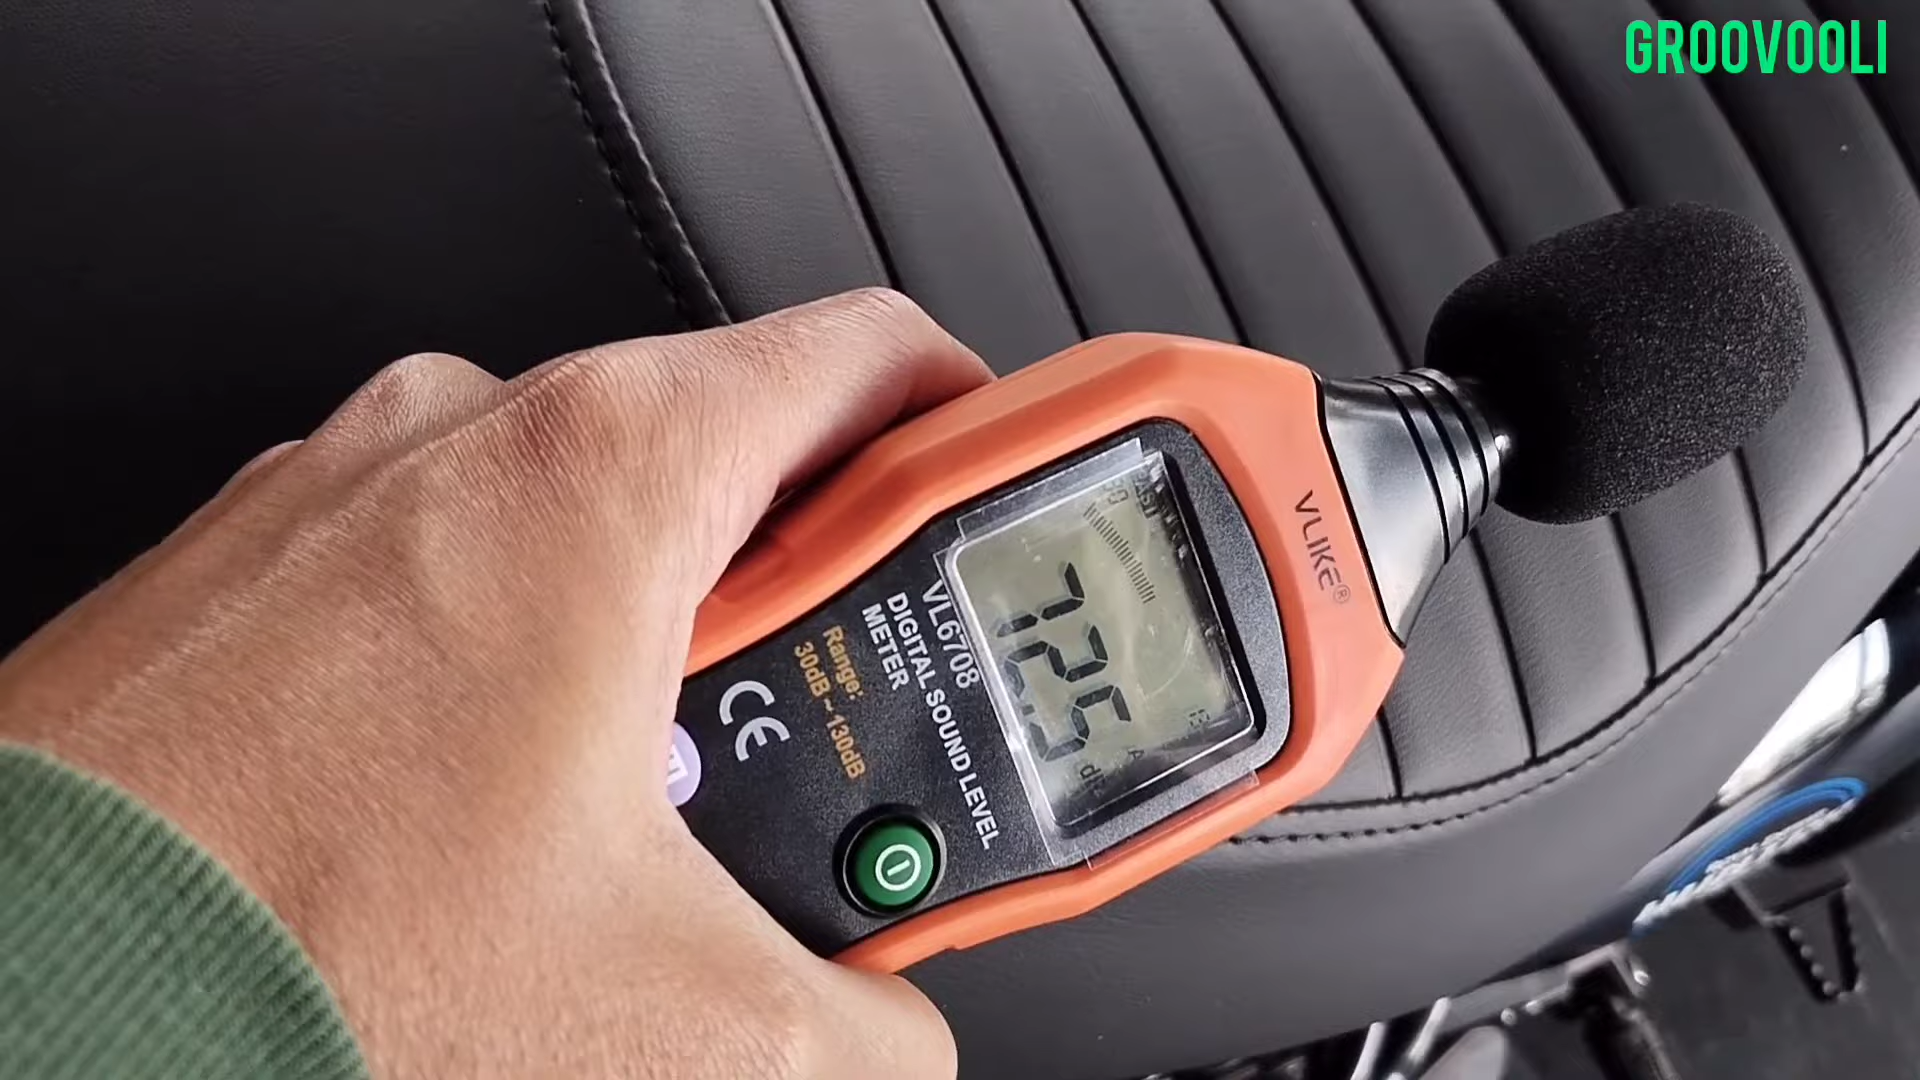 GROOVOOLI
VLIKE®
72.5
A
dB
VL6708
DIGITAL SOUND LEVEL
METER
Range:
30dB~130dB
CE